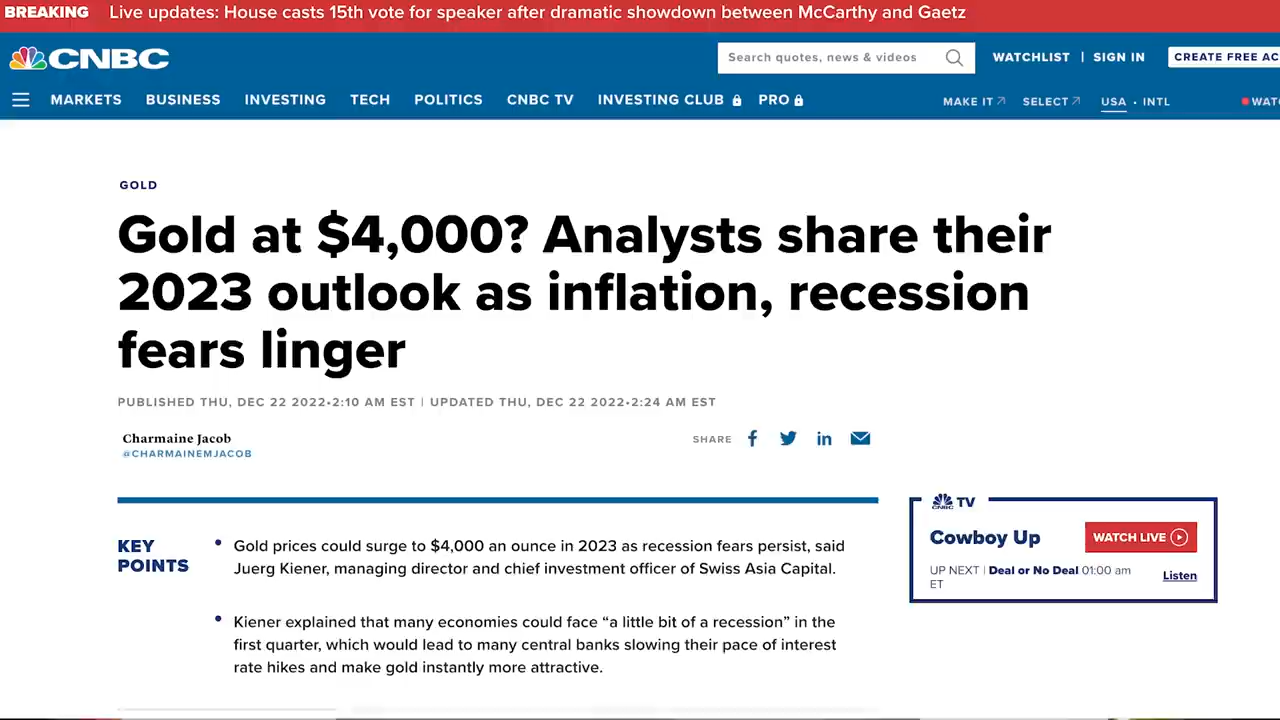 BREAKING Live updates: House casts 15th vote for speaker after dramatic showdown between McCarthy and Gaetz
CNBC
Search quotes, news & videos
WATCHLIST | SIGN IN
CREATE FREE AC
MARKETS BUSINESS INVESTING TECH POLITICS CNBC TV INVESTING CLUB PRO
MAKE IT SELECT USA • INTL
WAT
GOLD
Gold at $4,000? Analysts share their
2023 outlook as inflation, recession
fears linger
PUBLISHED THU, DEC 22 2022•2:10 AM EST | UPDATED THU, DEC 22 2022•2:24 AM EST
Charmaine Jacob
@CHARMAINEMJACOB
SHARE
KEY
POINTS
• Gold prices could surge to $4,000 an ounce in 2023 as recession fears persist, said
Juerg Kiener, managing director and chief investment officer of Swiss Asia Capital.
• Kiener explained that many economies could face “a little bit of a recession” in the
first quarter, which would lead to many central banks slowing their pace of interest
rate hikes and make gold instantly more attractive.
CNBC TV
Cowboy Up
WATCH LIVE
UP NEXT | Deal or No Deal 01:00 am
ET
Listen